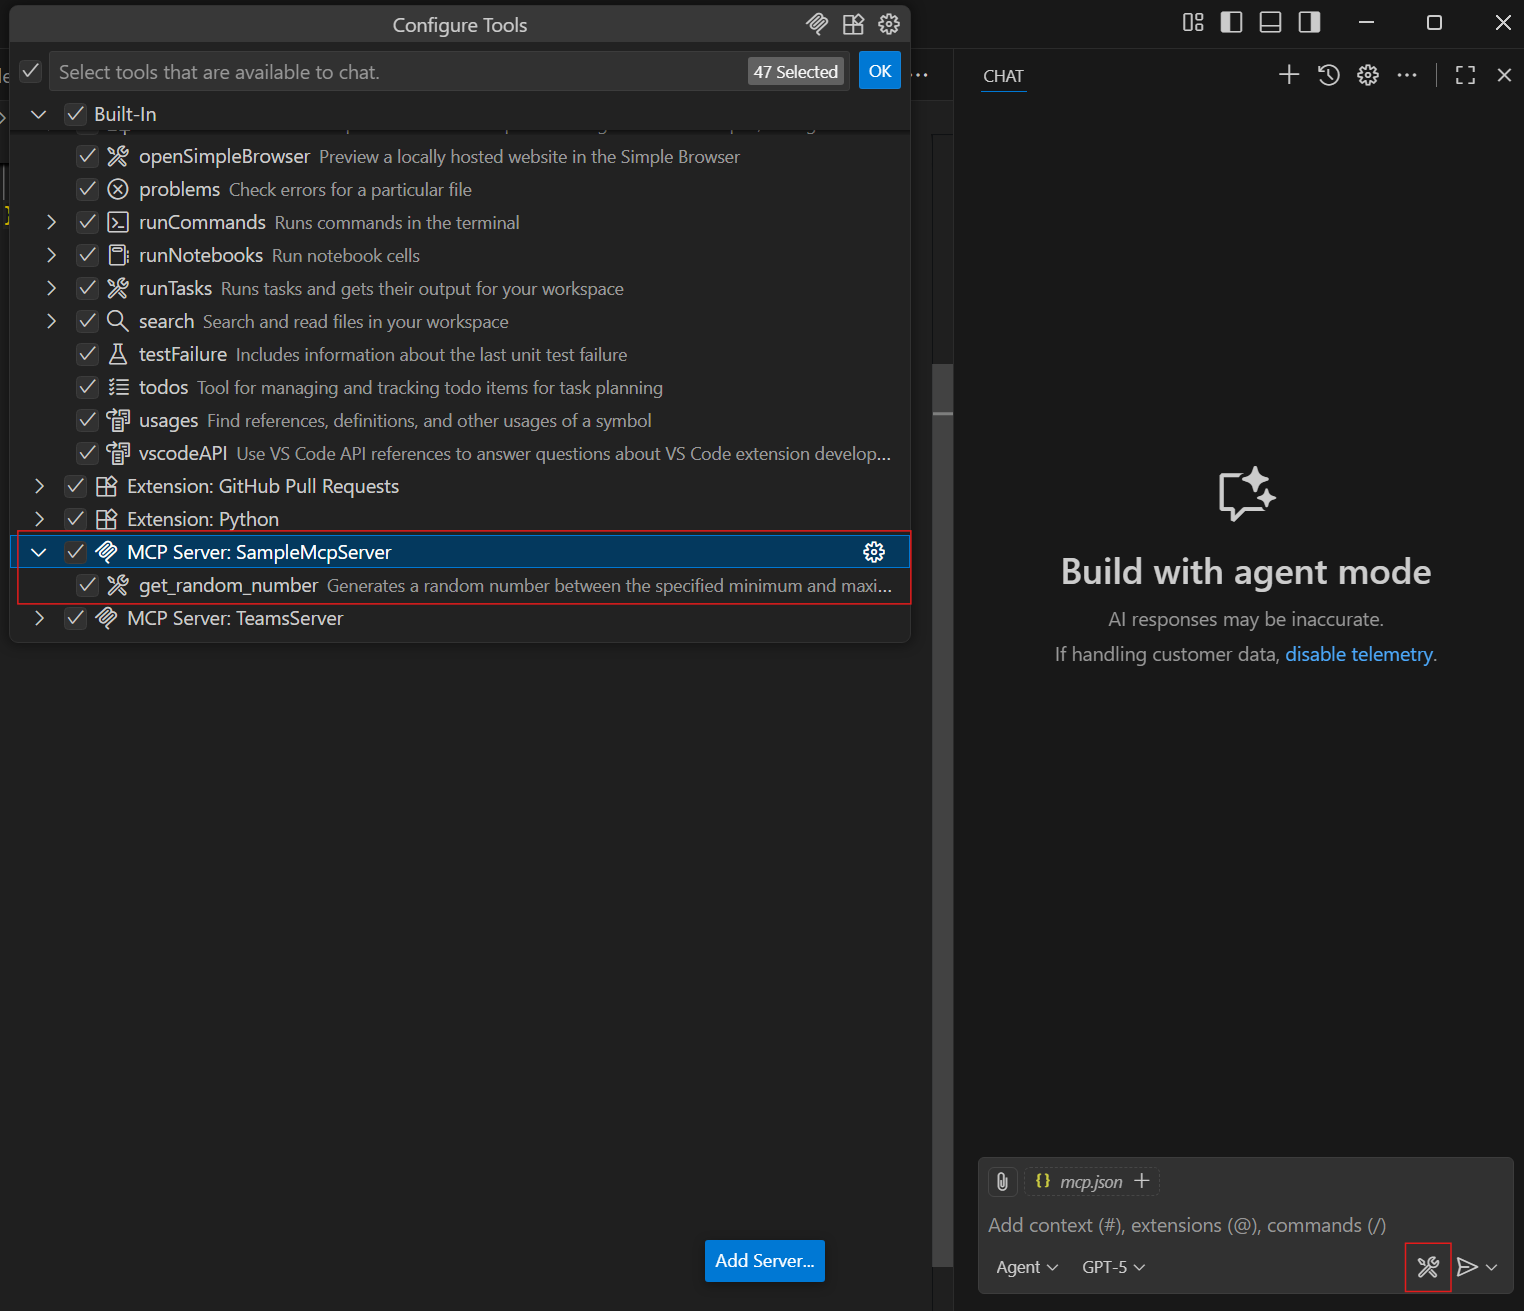 Configure Tools
Select tools that are available to chat.
47 Selected
OK
Built-In
openSimpleBrowser Preview a locally hosted website in the Simple Browser
problems Check errors for a particular file
runCommands Runs commands in the terminal
runNotebooks Run notebook cells
runTasks Runs tasks and gets their output for your workspace
search Search and read files in your workspace
testFailure Includes information about the last unit test failure
todos Tool for managing and tracking todo items for task planning
usages Find references, definitions, and other usages of a symbol
vscodeAPI Use VS Code API references to answer questions about VS Code extension develop...
Extension: GitHub Pull Requests
Extension: Python
MCP Server: SampleMcpServer
get_random_number Generates a random number between the specified minimum and maxi...
MCP Server: TeamsServer
Add Server...
CHAT
Build with agent mode
AI responses may be inaccurate.
If handling customer data, disable telemetry.
{} mcp.json
Add context (#), extensions (@), commands (/)
Agent
GPT-5